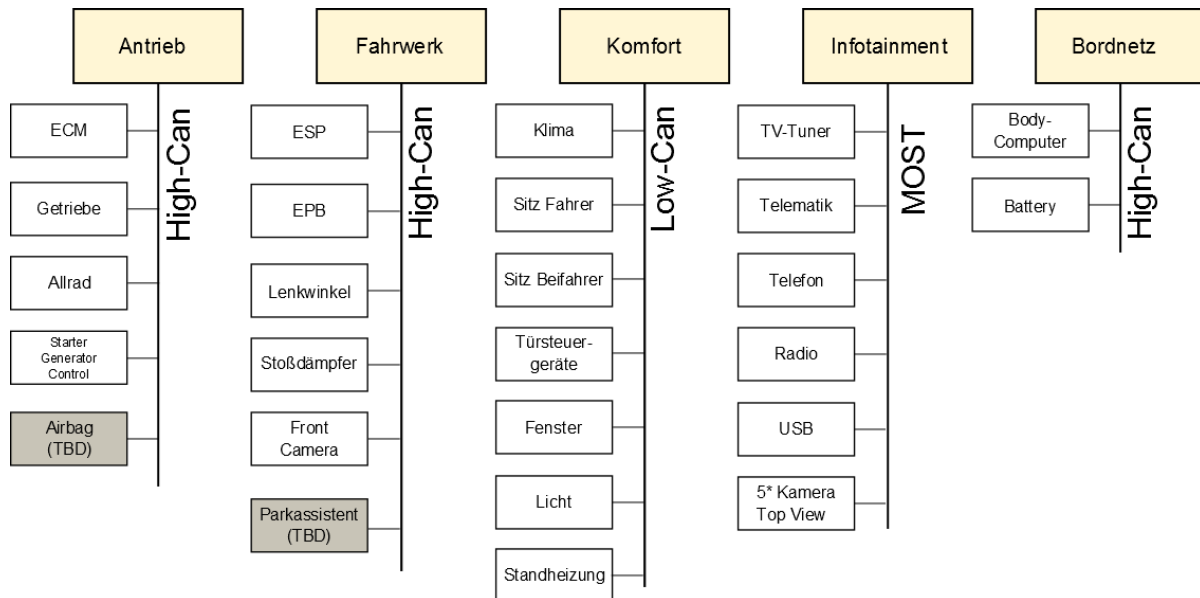 Antrieb
Fahrwerk
Komfort
Infotainment
Bordnetz
High-Can
ECM
Getriebe
Allrad
Starter
Generator
Control
Airbag
(TBD)
High-Can
ESP
EPB
Lenkwinkel
Stoßdämpfer
Front
Camera
Parkassistent
(TBD)
Low-Can
Klima
Sitz Fahrer
Sitz Beifahrer
Türsteuer-
geräte
Fenster
Licht
Standheizung
MOST
TV-Tuner
Telematik
Telefon
Radio
USB
5* Kamera
Top View
High-Can
Body-
Computer
Battery